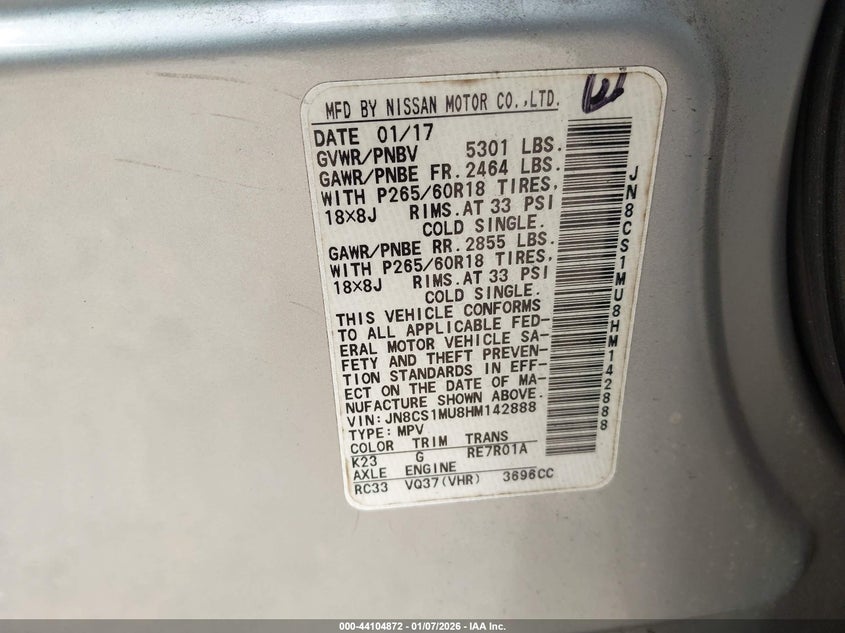 MFD BY NISSAN MOTOR CO.,LTD.
DATE 01/17
GVWR/PNBV 5301 LBS.
GAWR/PNBE FR. 2464 LBS.
WITH P265/60R18 TIRES,
18×8J RIMS.AT 33 PSI
COLD SINGLE.
GAWR/PNBE RR. 2855 LBS.
WITH P265/60R18 TIRES,
18×8J RIMS.AT 33 PSI
COLD SINGLE.
THIS VEHICLE CONFORMS
TO ALL APPLICABLE FED-
ERAL MOTOR VEHICLE SA-
FETY AND THEFT PREVEN-
TION STANDARDS IN EFF-
ECT ON THE DATE OF MA-
NUFACTURE SHOWN ABOVE.
VIN: JN8CS1MU8HM142888
TYPE: MPV
COLOR TRIM TRANS
K23 G RE7R01A
AXLE ENGINE
RC33 VQ37(VHR) 3696CC
JN8CS1MU8HM142888
000-44104872 — 01/07/2026 — IAA Inc.